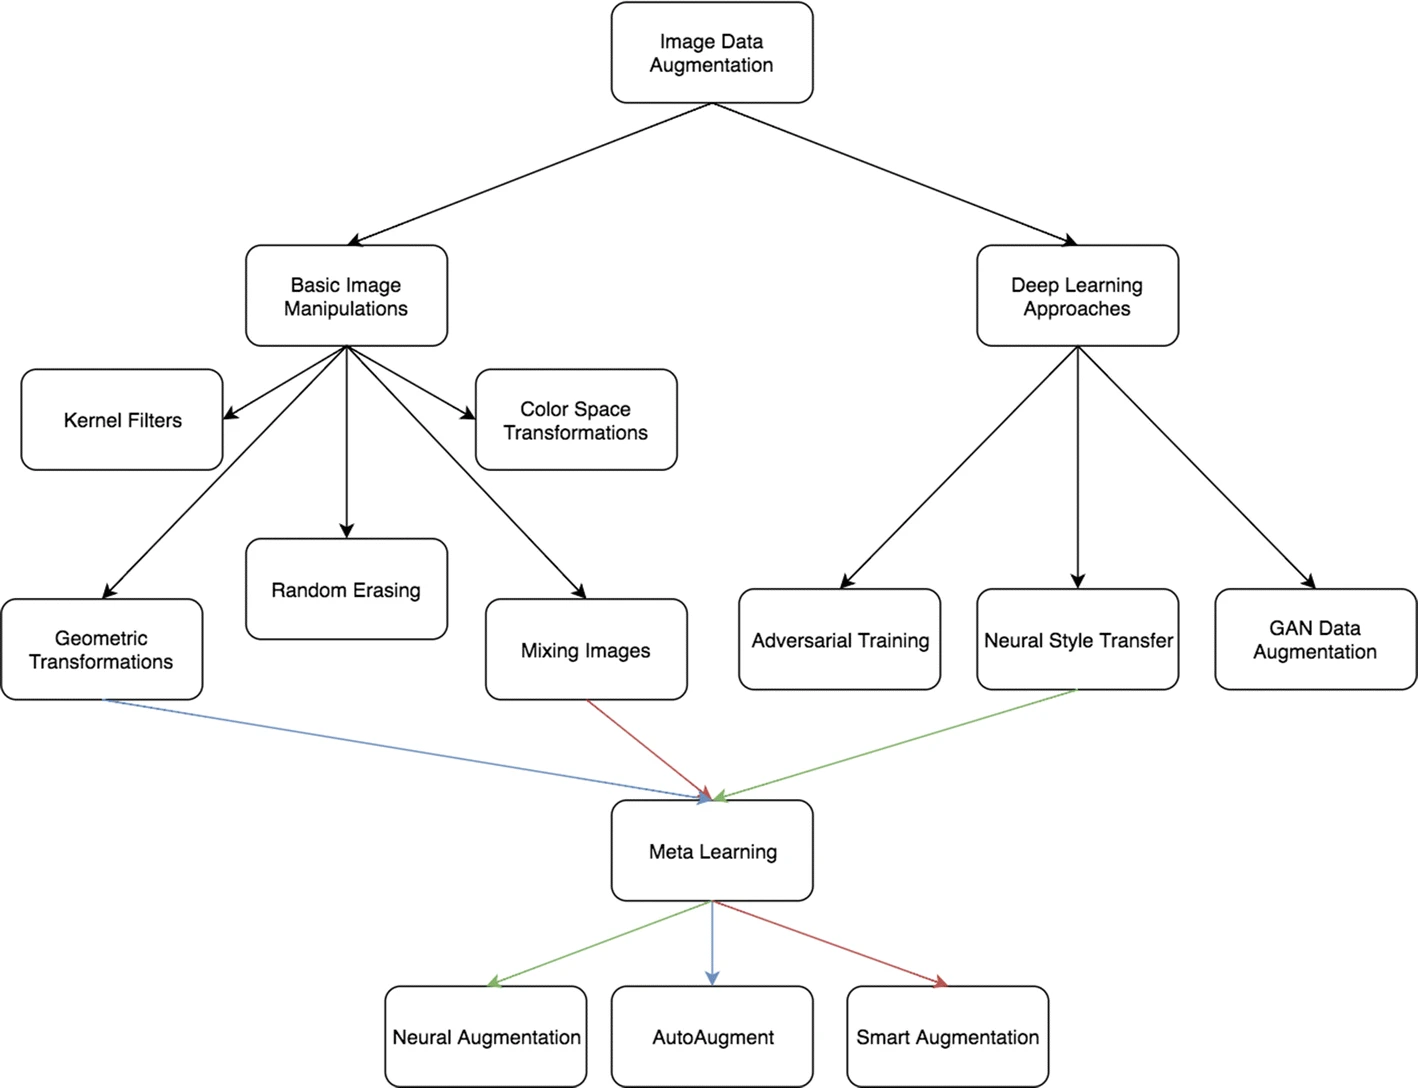 Image Data
Augmentation
Basic Image
Manipulations
Deep Learning
Approaches
Kernel Filters
Color Space
Transformations
Random Erasing
Geometric
Transformations
Mixing Images
Adversarial Training
Neural Style Transfer
GAN Data
Augmentation
Meta Learning
Neural Augmentation
AutoAugment
Smart Augmentation